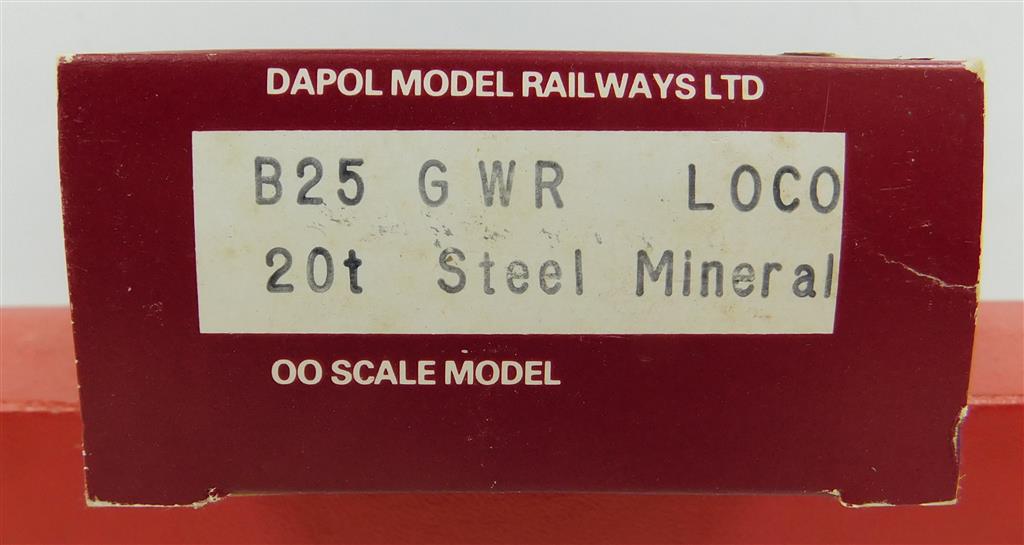 DAPOL MODEL RAILWAYS LTD
B25 GWR LOCO
20t Steel Mineral
OO SCALE MODEL